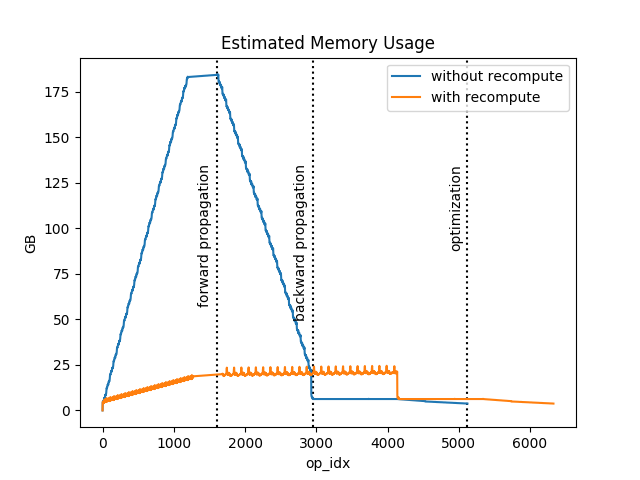 Estimated Memory Usage
without recompute
with recompute
GB
175
150
125
100
75
50
25
0
forward propagation
backward propagation
optimization
0
1000
2000
3000
4000
5000
6000
op_idx